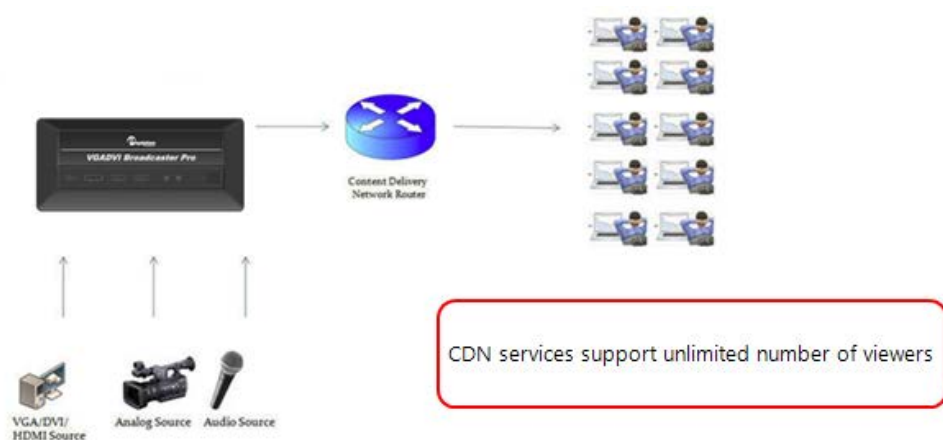 VGADVI Broadcaster Pro
Content Delivery
Network Router
CDN services support unlimited number of viewers
VGA/DVI/
HDMI Source
Analog Source
Audio Source